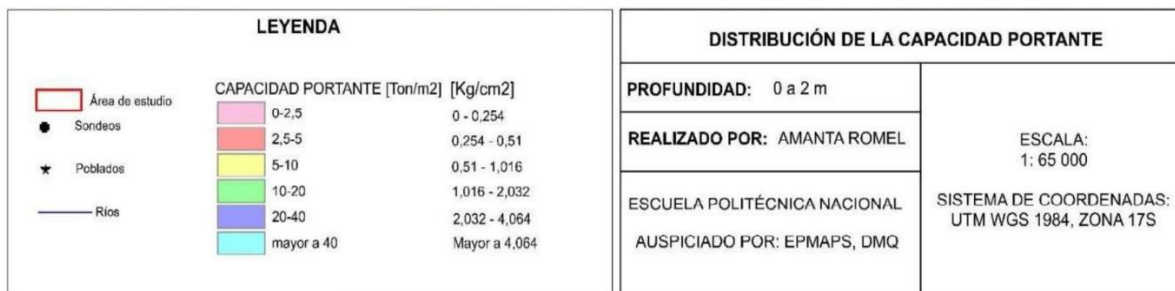 LEYENDA
Área de estudio
Sondeos
Poblados
Ríos
CAPACIDAD PORTANTE [Ton/m2] [Kg/cm2]
0-2,5 0 - 0,254
2,5-5 0,254 - 0,51
5-10 0,51 - 1,016
10-20 1,016 - 2,032
20-40 2,032 - 4,064
mayor a 40 Mayor a 4,064
DISTRIBUCIÓN DE LA CAPACIDAD PORTANTE
PROFUNDIDAD: 0 a 2 m
REALIZADO POR: AMANTA ROMEL
ESCUELA POLITÉCNICA NACIONAL
AUSPICIADO POR: EPMAPS, DMQ
ESCALA:
1: 65 000
SISTEMA DE COORDENADAS:
UTM WGS 1984, ZONA 17S